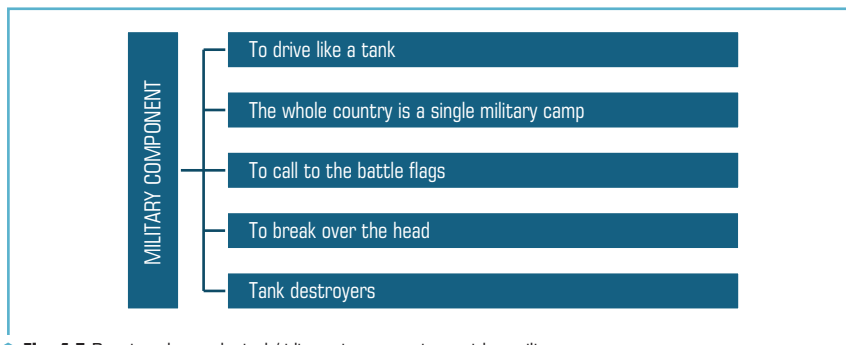 MILITARY COMPONENT
To drive like a tank
The whole country is a single military camp
To call to the battle flags
To break over the head
Tank destroyers